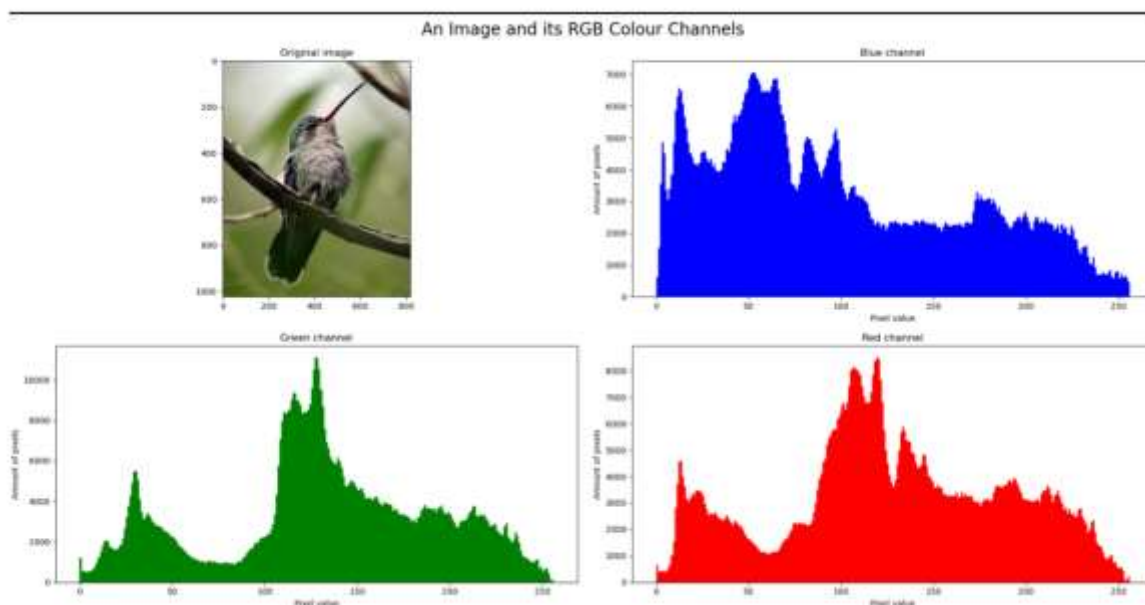 An Image and its RGB Colour Channels
Original image
0
200
400
600
800
1000
0 200 400 600 800
Blue channel
Amount of pixels
7000
6000
5000
4000
3000
2000
1000
0
0 50 100 150 200 250
Pixel value
Green channel
Amount of pixels
10000
8000
6000
4000
2000
0
0 50 100 150 200 250
Pixel value
Red channel
Amount of pixels
8000
7000
6000
5000
4000
3000
2000
1000
0
0 50 100 150 200 250
Pixel value